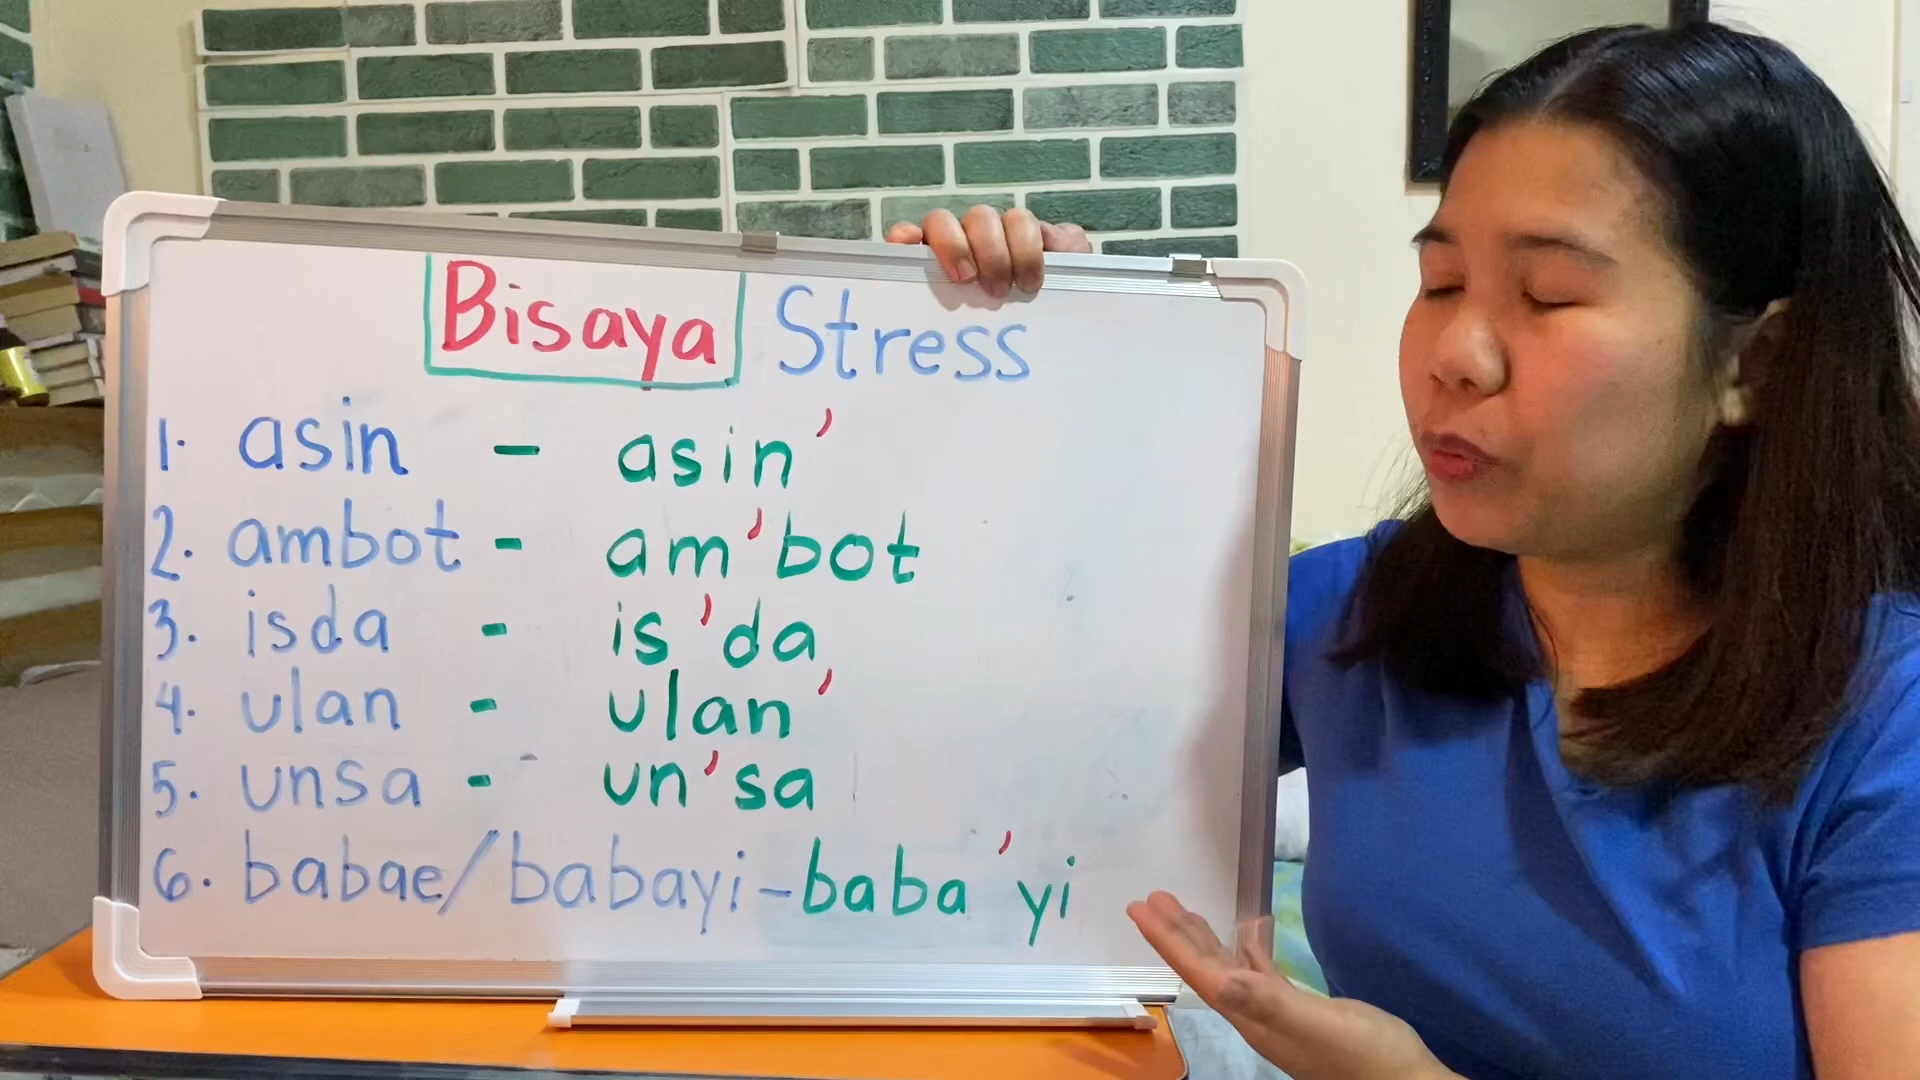 Bisaya Stress
1. asin - asin'
2. ambot - am'bot
3. isda - is'da
4. ulan - ulan'
5. unsa - un'sa
6. babae/babayi - baba'yi